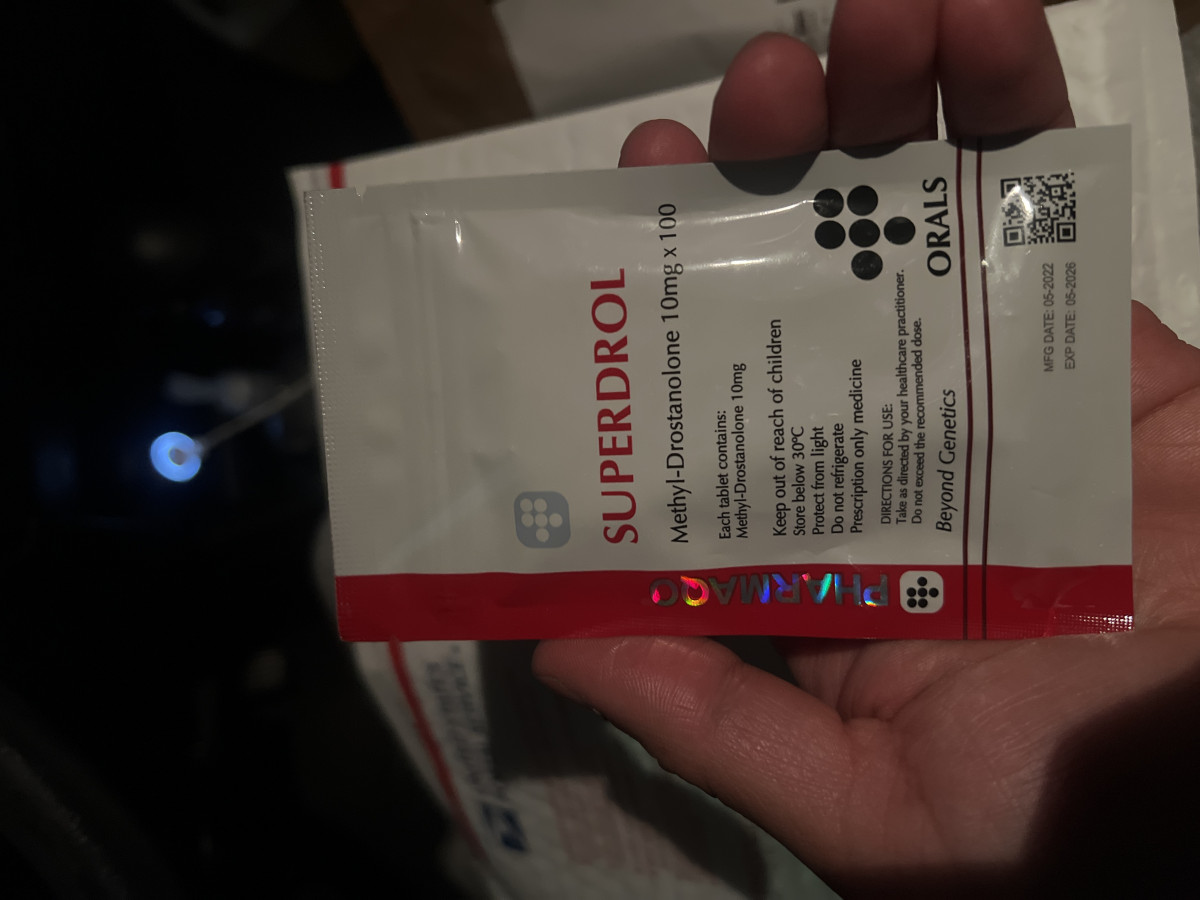 SUPERDROL
Methyl-Drostanolone 10mg x 100
Each tablet contains:
Methyl-Drostanolone 10mg
Keep out of reach of children
Store below 30ºC
Protect from light
Do not refrigerate
Prescription only medicine
DIRECTIONS FOR USE:
Take as directed by your healthcare practitioner.
Do not exceed the recommended dose.
Beyond Genetics
ORALS
MFG DATE: 05-2022
EXP DATE: 05-2026
PHARMAQO